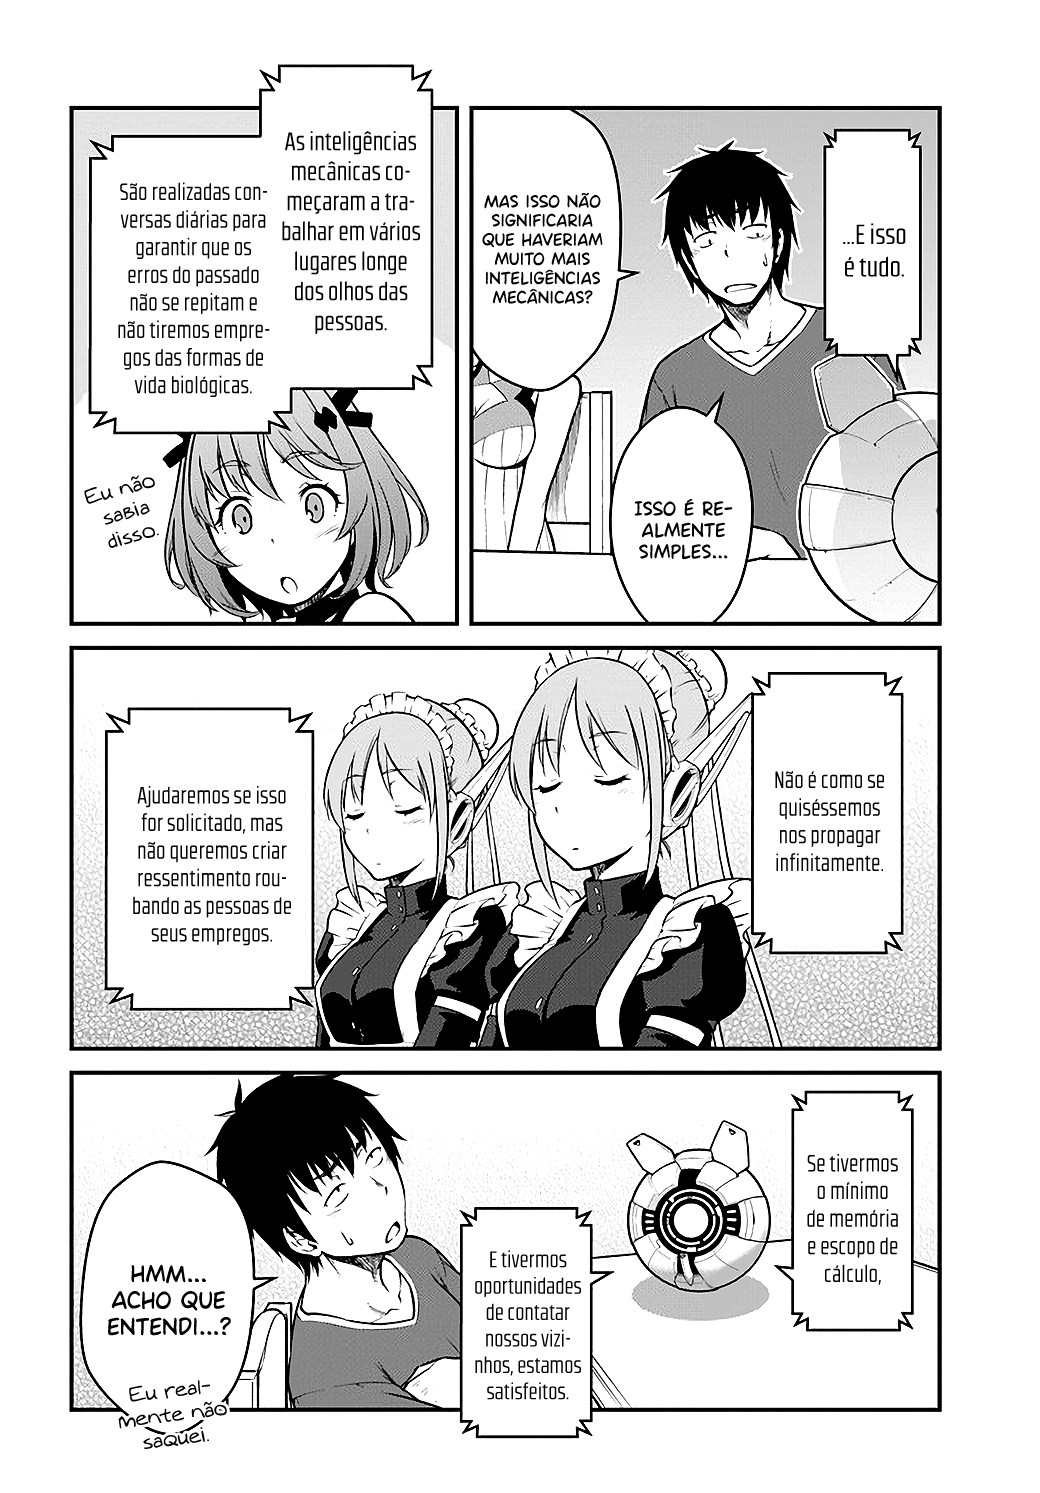 ...E isso
é tudo.
MAS ISSO NÃO
SIGNIFICARIA
QUE HAVERIAM
MUITO MAIS
INTELIGÊNCIAS
MECÂNICAS?
ISSO É RE-
ALMENTE
SIMPLES...
As inteligências
mecânicas co-
meçaram a tra-
balhar em vários
lugares longe
dos olhos das
pessoas.
São realizadas con-
versas diárias para
garantir que os
erros do passado
não se repitam e
não tiremos empre-
gos das formas de
vida biológicas.
Eu não
sabia
disso.
Não é como se
quiséssemos
nos propagar
infinitamente.
Ajudaremos se isso
for solicitado, mas
não queremos criar
ressentimento rou-
bando as pessoas de
seus empregos.
Se tivermos
o mínimo
de memória
e escopo de
cálculo,
E tivermos
oportunidades
de contatar
nossos vizi-
nhos, estamos
satisfeitos.
HMM...
ACHO QUE
ENTENDI...?
Eu real-
mente não
saquei.